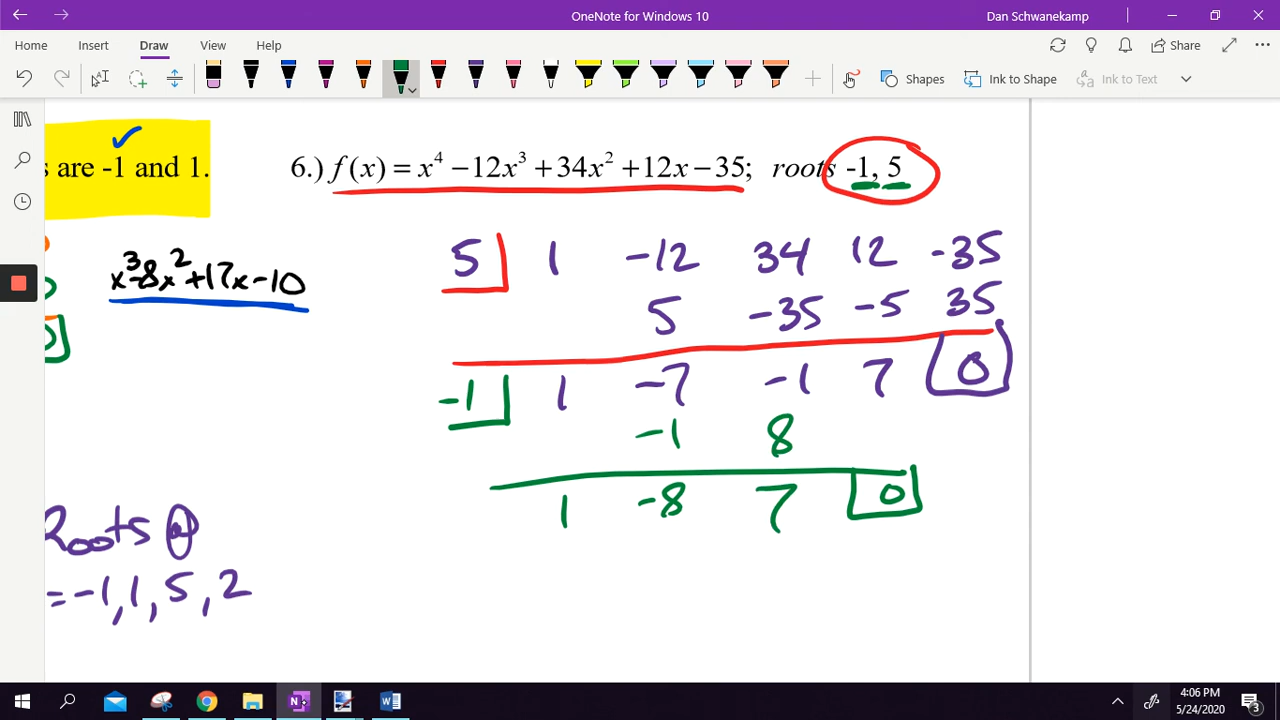 OneNote for Windows 10
Dan Schwanekamp
Home Insert Draw View Help
Share
Shapes Ink to Shape Ink to Text
s are -1 and 1.
6.) f(x) = x⁴ −12x³ + 34x² +12x − 35; roots -1, 5
x³-8x²+17x-10
5 1 -12 34 12 -35
5 -35 -5 35
-1 1 -7 -1 7 0
-1 8
1 -8 7 0
Roots @
= -1, 1, 5, 2
4:06 PM
5/24/2020
3